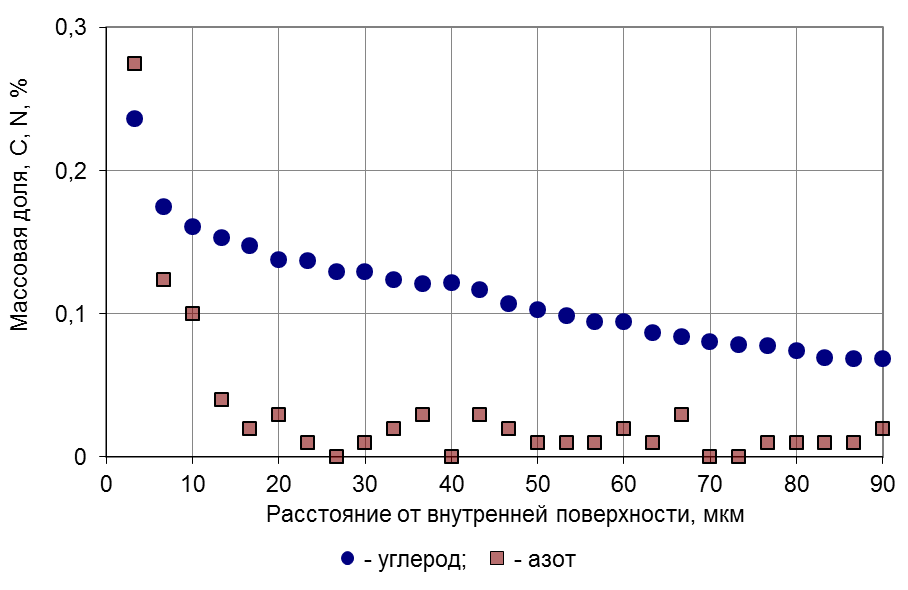 Массовая доля, C, N, %
0,3
0,2
0,1
0
0 10 20 30 40 50 60 70 80 90
Расстояние от внутренней поверхности, мкм
- углерод; - азот